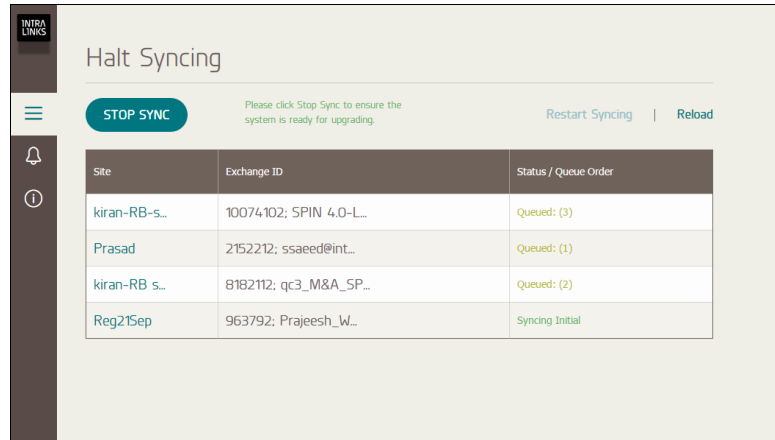 INTRA
LINKS
Halt Syncing
STOP SYNC
Please click Stop Sync to ensure the
system is ready for upgrading.
Restart Syncing | Reload
Site Exchange ID Status / Queue Order
kiran-RB-s... 10074102; SPIN 4.0-L... Queued: (3)
Prasad 2152212; ssaeed@int... Queued: (1)
kiran-RB s... 8182112; qc3_M&A_SP... Queued: (2)
Reg21Sep 963792; Prajeesh_W... Syncing Initial